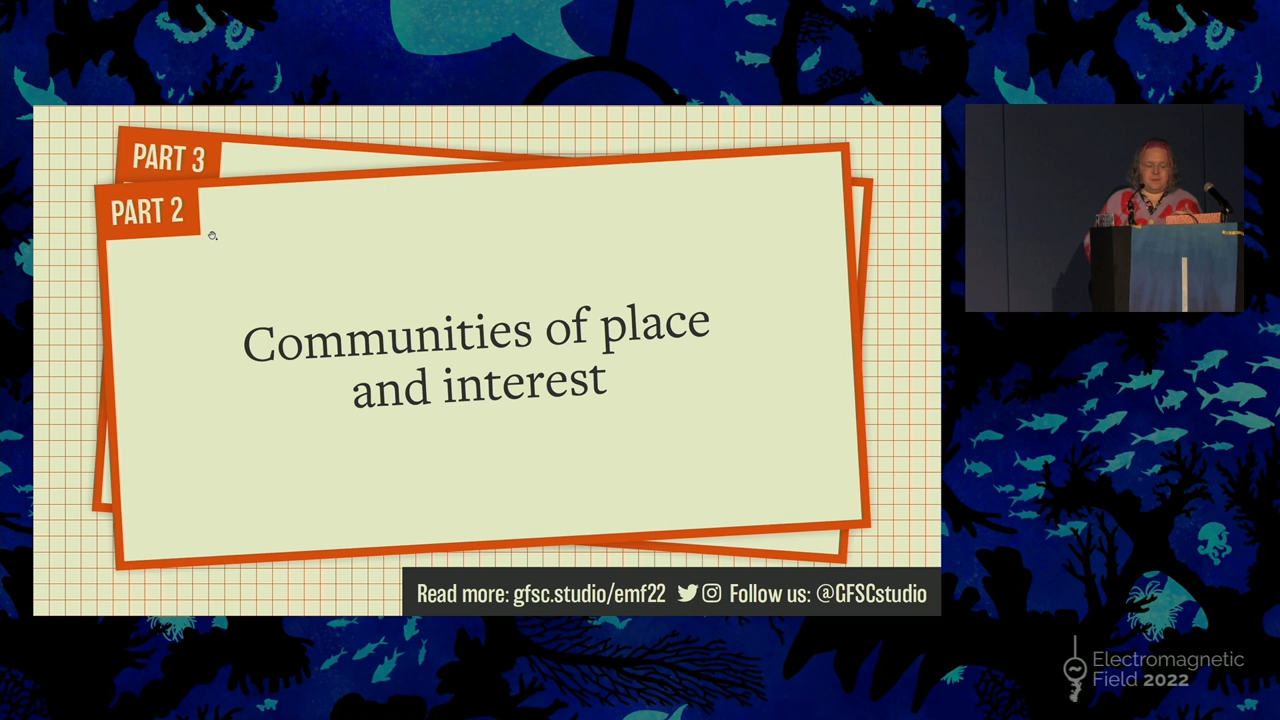 PART 3
PART 2
Communities of place
and interest
Read more: gfsc.studio/emf22 Follow us: @GFSCstudio
Electromagnetic
Field 2022